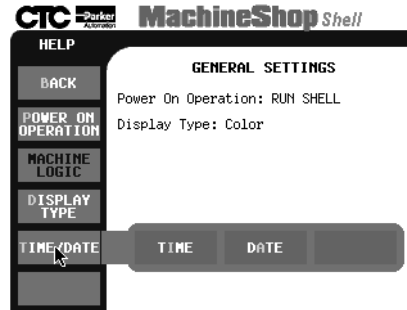 CTC Parker Automation MachineShop Shell
HELP
GENERAL SETTINGS
BACK
Power On Operation: RUN SHELL
POWER ON
OPERATION
Display Type: Color
MACHINE
LOGIC
DISPLAY
TYPE
TIME/DATE TIME DATE